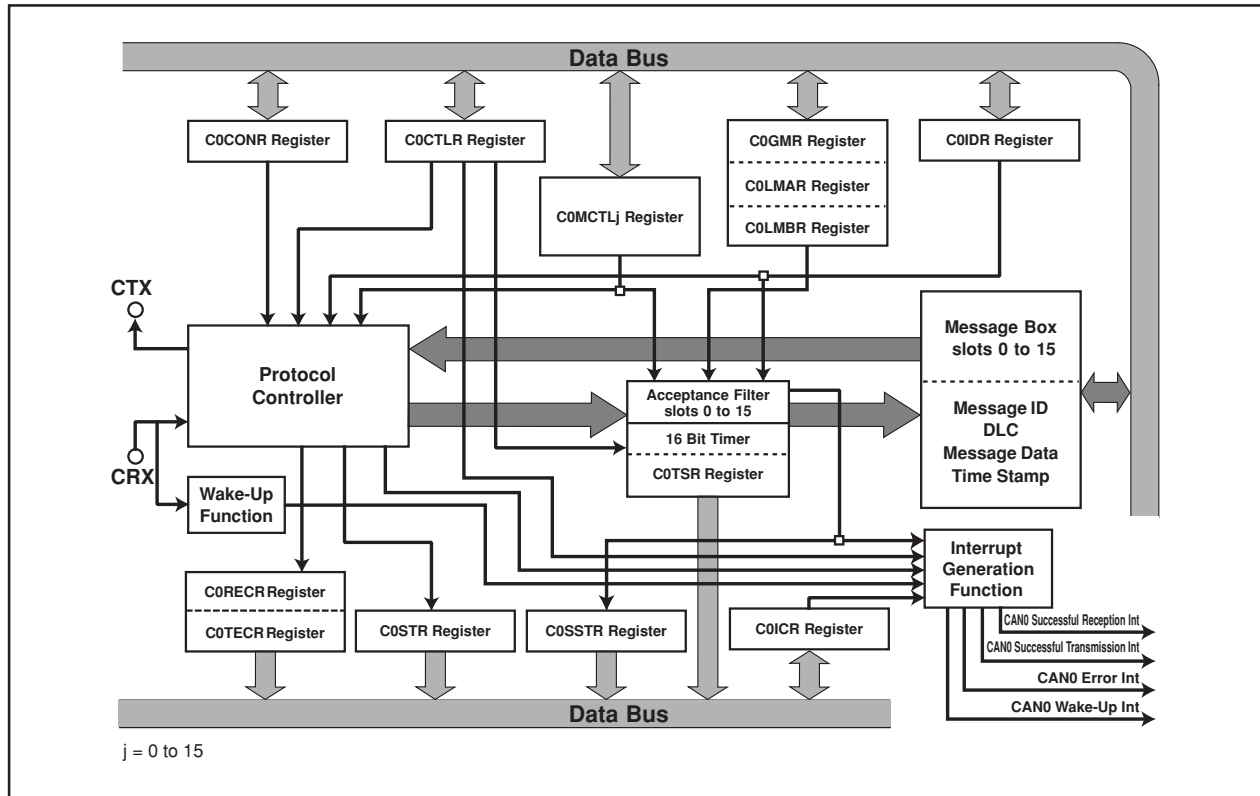 Data Bus
C0CONR Register
C0CTLR Register
C0MCTLj Register
C0GMR Register
C0LMAR Register
C0LMBR Register
C0IDR Register
CTX
CRX
Protocol
Controller
Wake-Up
Function
Acceptance Filter
slots 0 to 15
16 Bit Timer
C0TSR Register
Message Box
slots 0 to 15
Message ID
DLC
Message Data
Time Stamp
Interrupt
Generation
Function
C0RECR Register
C0TECR Register
C0STR Register
C0SSTR Register
C0ICR Register
CAN0 Successful Reception Int
CAN0 Successful Transmission Int
CAN0 Error Int
CAN0 Wake-Up Int
Data Bus
j = 0 to 15